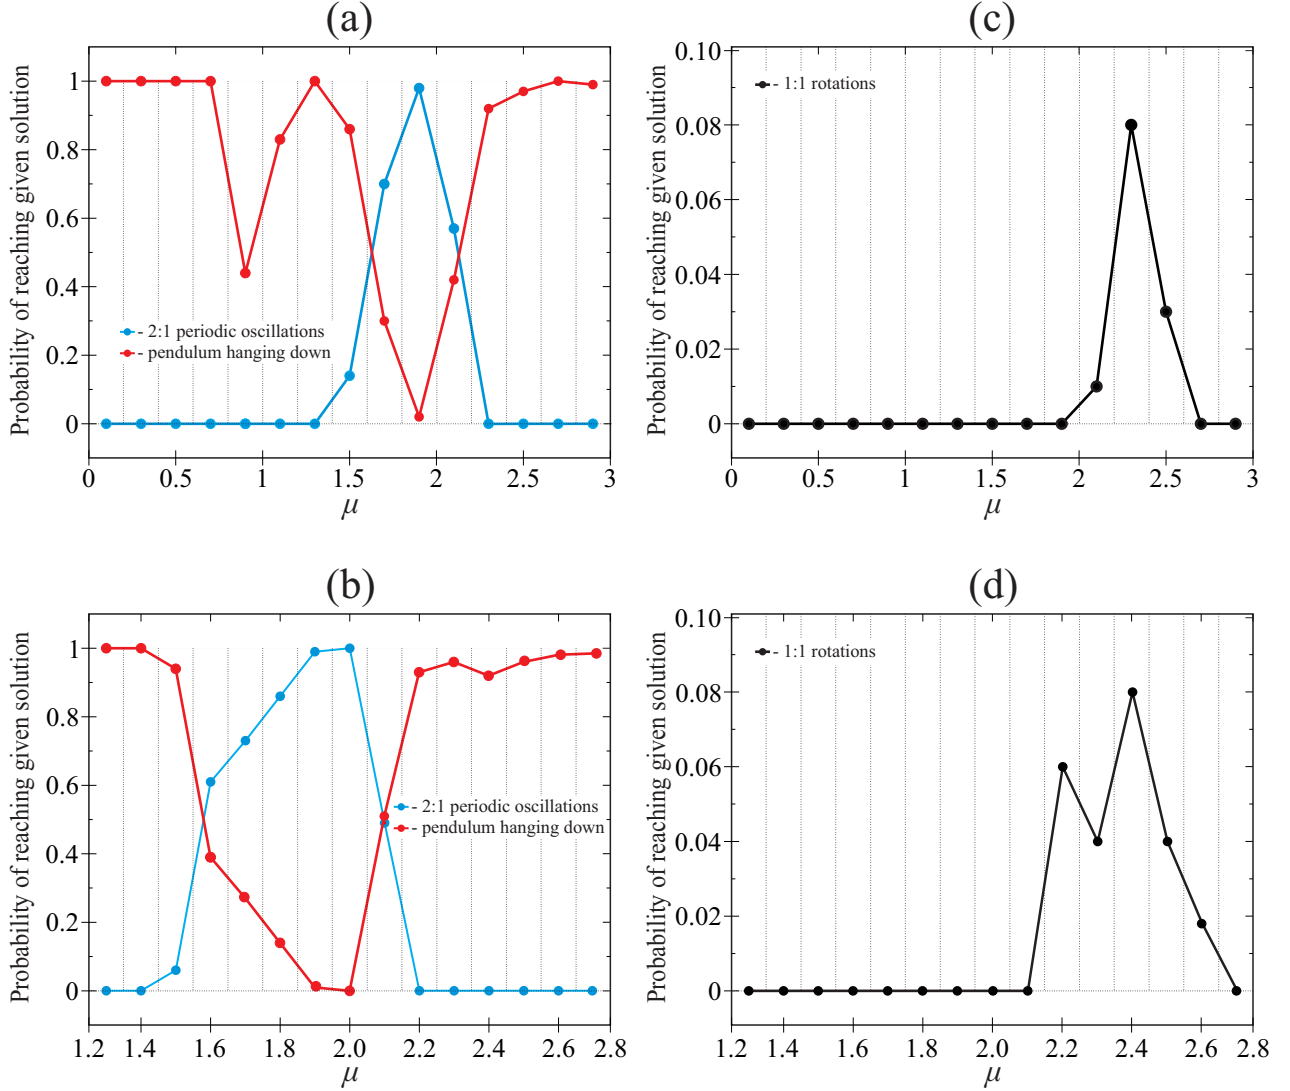 (a)
Probability of reaching given solution
1
0.8
0.6
0.4
0.2
0
- 2:1 periodic oscillations
- pendulum hanging down
0 0.5 1 1.5 2 2.5 3
μ
(c)
Probability of reaching given solution
0.10
0.08
0.06
0.04
0.02
0
- 1:1 rotations
0 0.5 1 1.5 2 2.5 3
μ
(b)
Probability of reaching given solution
1
0.8
0.6
0.4
0.2
0
- 2:1 periodic oscillations
- pendulum hanging down
1.2 1.4 1.6 1.8 2.0 2.2 2.4 2.6 2.8
μ
(d)
Probability of reaching given solution
0.10
0.08
0.06
0.04
0.02
0
- 1:1 rotations
1.2 1.4 1.6 1.8 2.0 2.2 2.4 2.6 2.8
μ